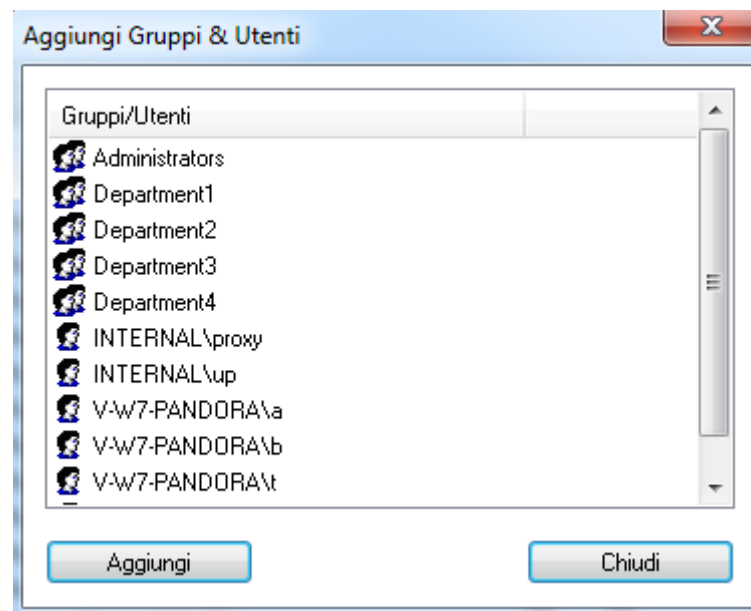 Aggiungi Gruppi & Utenti
Gruppi/Utenti
Administrators
Department1
Department2
Department3
Department4
INTERNAL\proxy
INTERNAL\up
V-W7-PANDORA\a
V-W7-PANDORA\b
V-W7-PANDORA\t
Aggiungi Chiudi